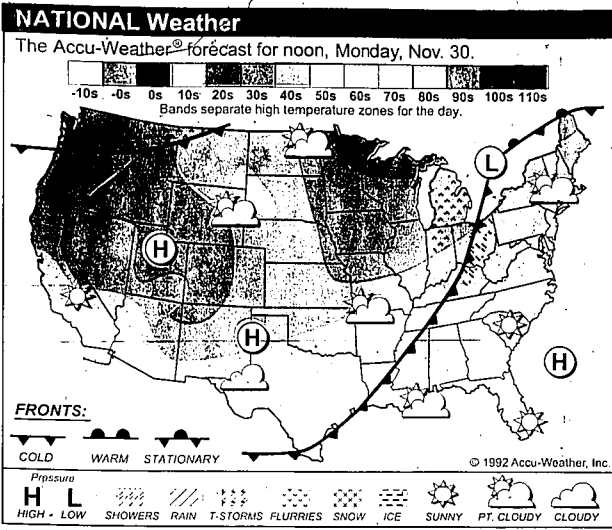 NATIONAL Weather
The Accu-Weather® forecast for noon, Monday, Nov. 30.
-10s -0s 0s 10s 20s 30s 40s 50s 60s 70s 80s 90s 100s 110s
Bands separate high temperature zones for the day.
L
H
H
H
FRONTS:
COLD WARM STATIONARY
© 1992 Accu-Weather, Inc.
Pressure
H L
HIGH LOW SHOWERS RAIN T-STORMS FLURRIES SNOW ICE SUNNY PT. CLOUDY CLOUDY